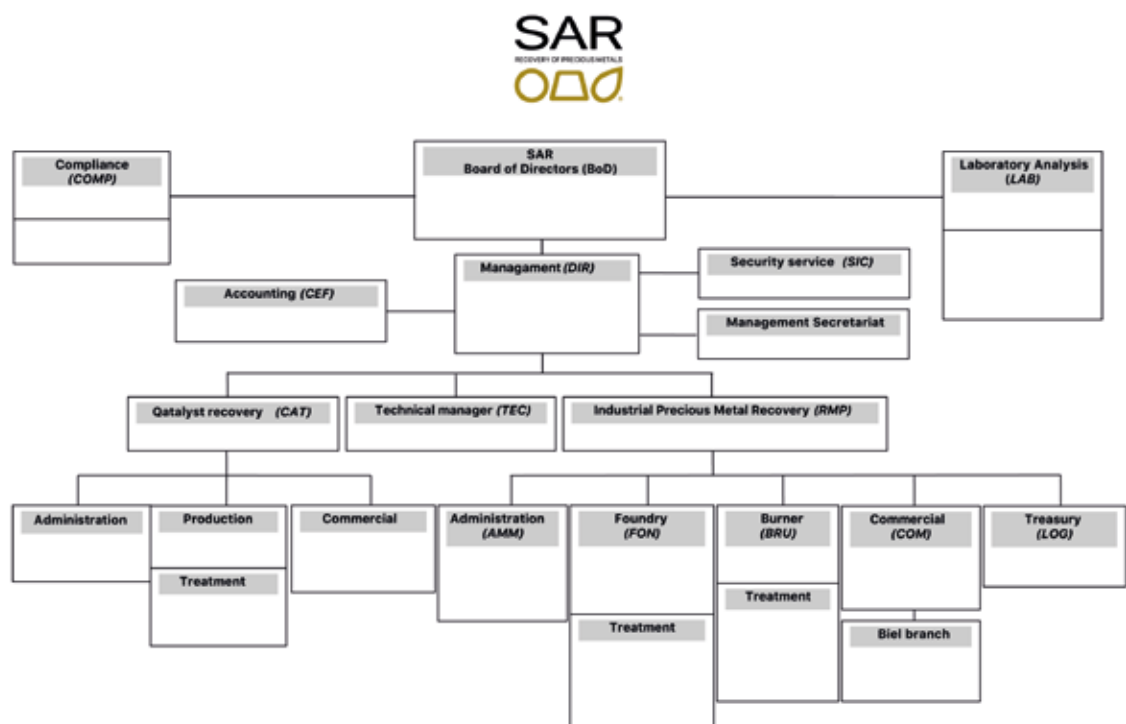 SAR
RECOVERY OF PRECIOUS METALS
Compliance
(COMP)
SAR
Board of Directors (BoD)
Laboratory Analysis
(LAB)
Managament (DIR)
Security service (SIC)
Accounting (CEF)
Management Secretariat
Qatalyst recovery (CAT)
Technical manager (TEC)
Industrial Precious Metal Recovery (RMP)
Administration
Production
Commercial
Administration
(AMM)
Foundry
(FON)
Burner
(BRU)
Commercial
(COM)
Treasury
(LOG)
Treatment
Treatment
Treatment
Biel branch